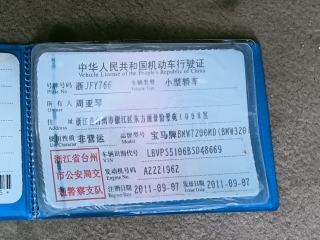 中华人民共和国机动车行驶证
Vehicle License of the People's Republic of China
号牌号码 浙JFY766 车辆类型 小型轿车
Plate No. Vehicle Type
所有人 周亚琴
Owner
住址
Address
使用性质 非营运 品牌型号 宝马牌BMW7200MD(BMW320
Use Character Model
浙江省台州市公安局交通警察支队
车辆识别代号 LBVPS5106BSD48669
VIN
发动机号码 A222I96Z
Engine No.
注册日期 2011-09-07 发证日期 2011-09-07
Register Date Issue Date